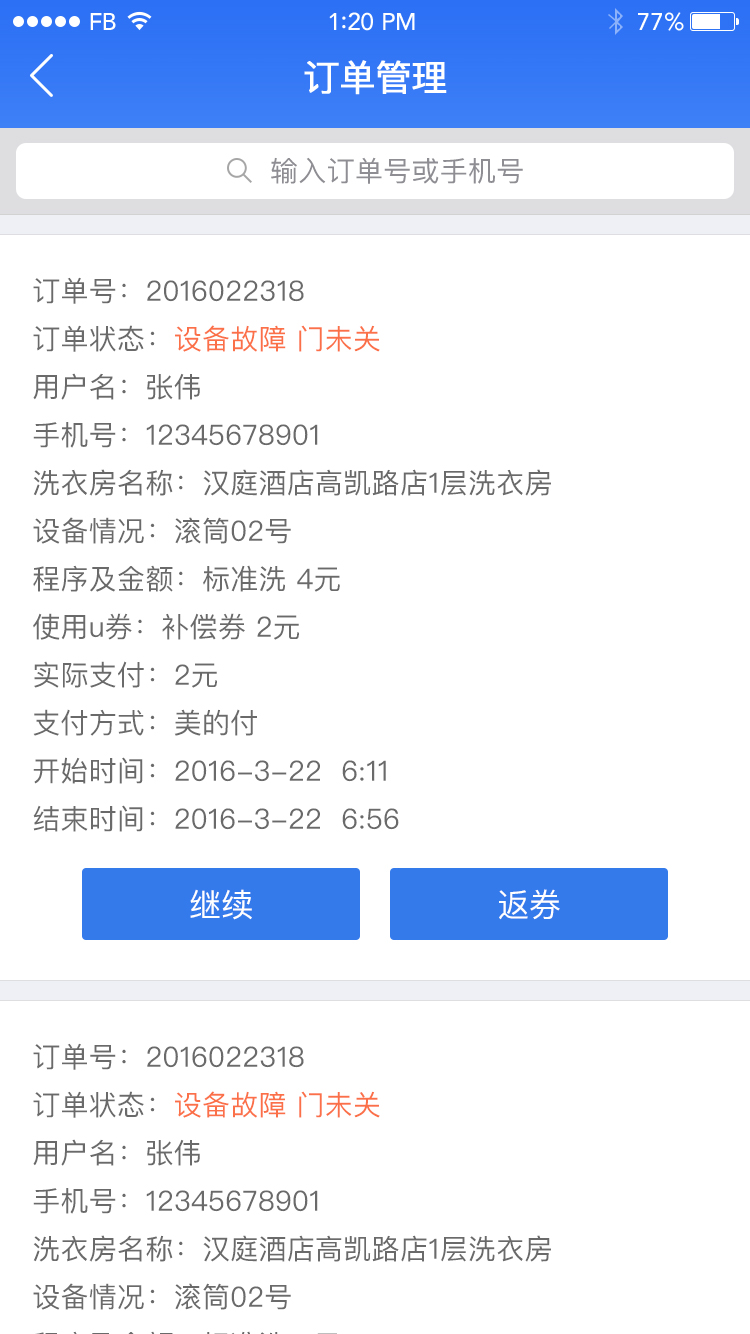 FB 1:20 PM 77%
订单管理
输入订单号或手机号
订单号：2016022318
订单状态：设备故障 门未关
用户名：张伟
手机号：12345678901
洗衣房名称：汉庭酒店高凯路店1层洗衣房
设备情况：滚筒02号
程序及金额：标准洗 4元
使用u券：补偿券 2元
实际支付：2元
支付方式：美的付
开始时间：2016-3-22 6:11
结束时间：2016-3-22 6:56
继续 返券
订单号：2016022318
订单状态：设备故障 门未关
用户名：张伟
手机号：12345678901
洗衣房名称：汉庭酒店高凯路店1层洗衣房
设备情况：滚筒02号